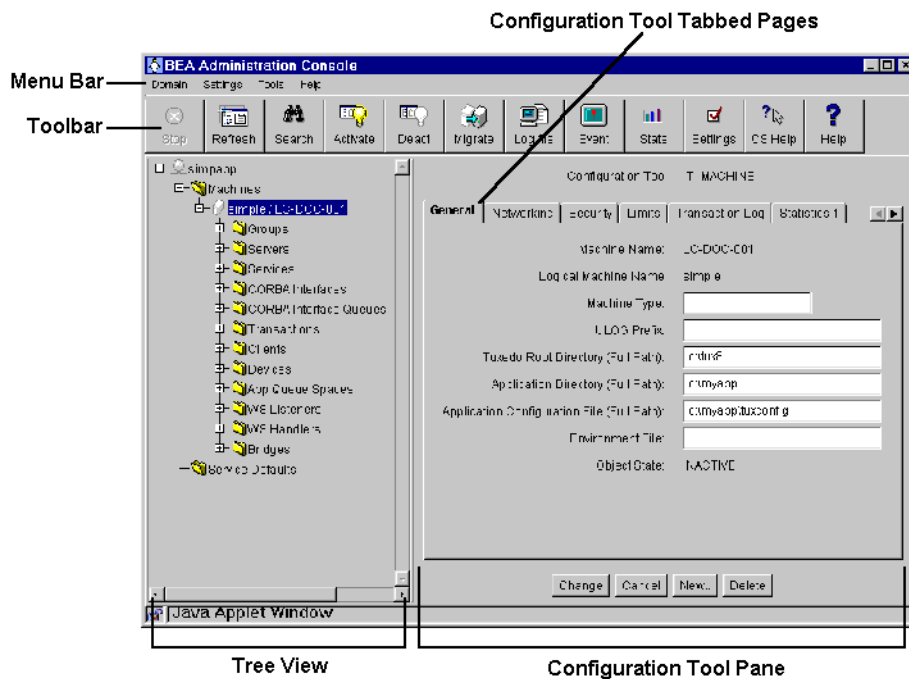 Configuration Tool Tabbed Pages
BEA Administration Console
Menu Bar
Domain Settings Tools Help
Toolbar
Stop Refresh Search Activate Deact Migrate Logfile Event Stats Settings CS Help Help
simpapp
Machines
simple / LC-DOC-001
Groups
Servers
Services
CORBA Interfaces
CORBA Interface Queues
Transactions
Clients
Devices
App Queue Spaces
WS Listeners
WS Handlers
Bridges
Service Defaults
Configuration Tool T_MACHINE
General Networking Security Limits Transaction Log Statistics 1
Machine Name: LC-DOC-001
Logical Machine Name simple
Machine Type:
ULOG Prefix:
Tuxedo Root Directory (Full Path):
Application Directory (Full Path): c:\myapp
Application Configuration File (Full Path): c:\myapp\tuxconfig
Environment File:
Object State: INACTIVE
Change Cancel New... Delete
Java Applet Window
Tree View
Configuration Tool Pane